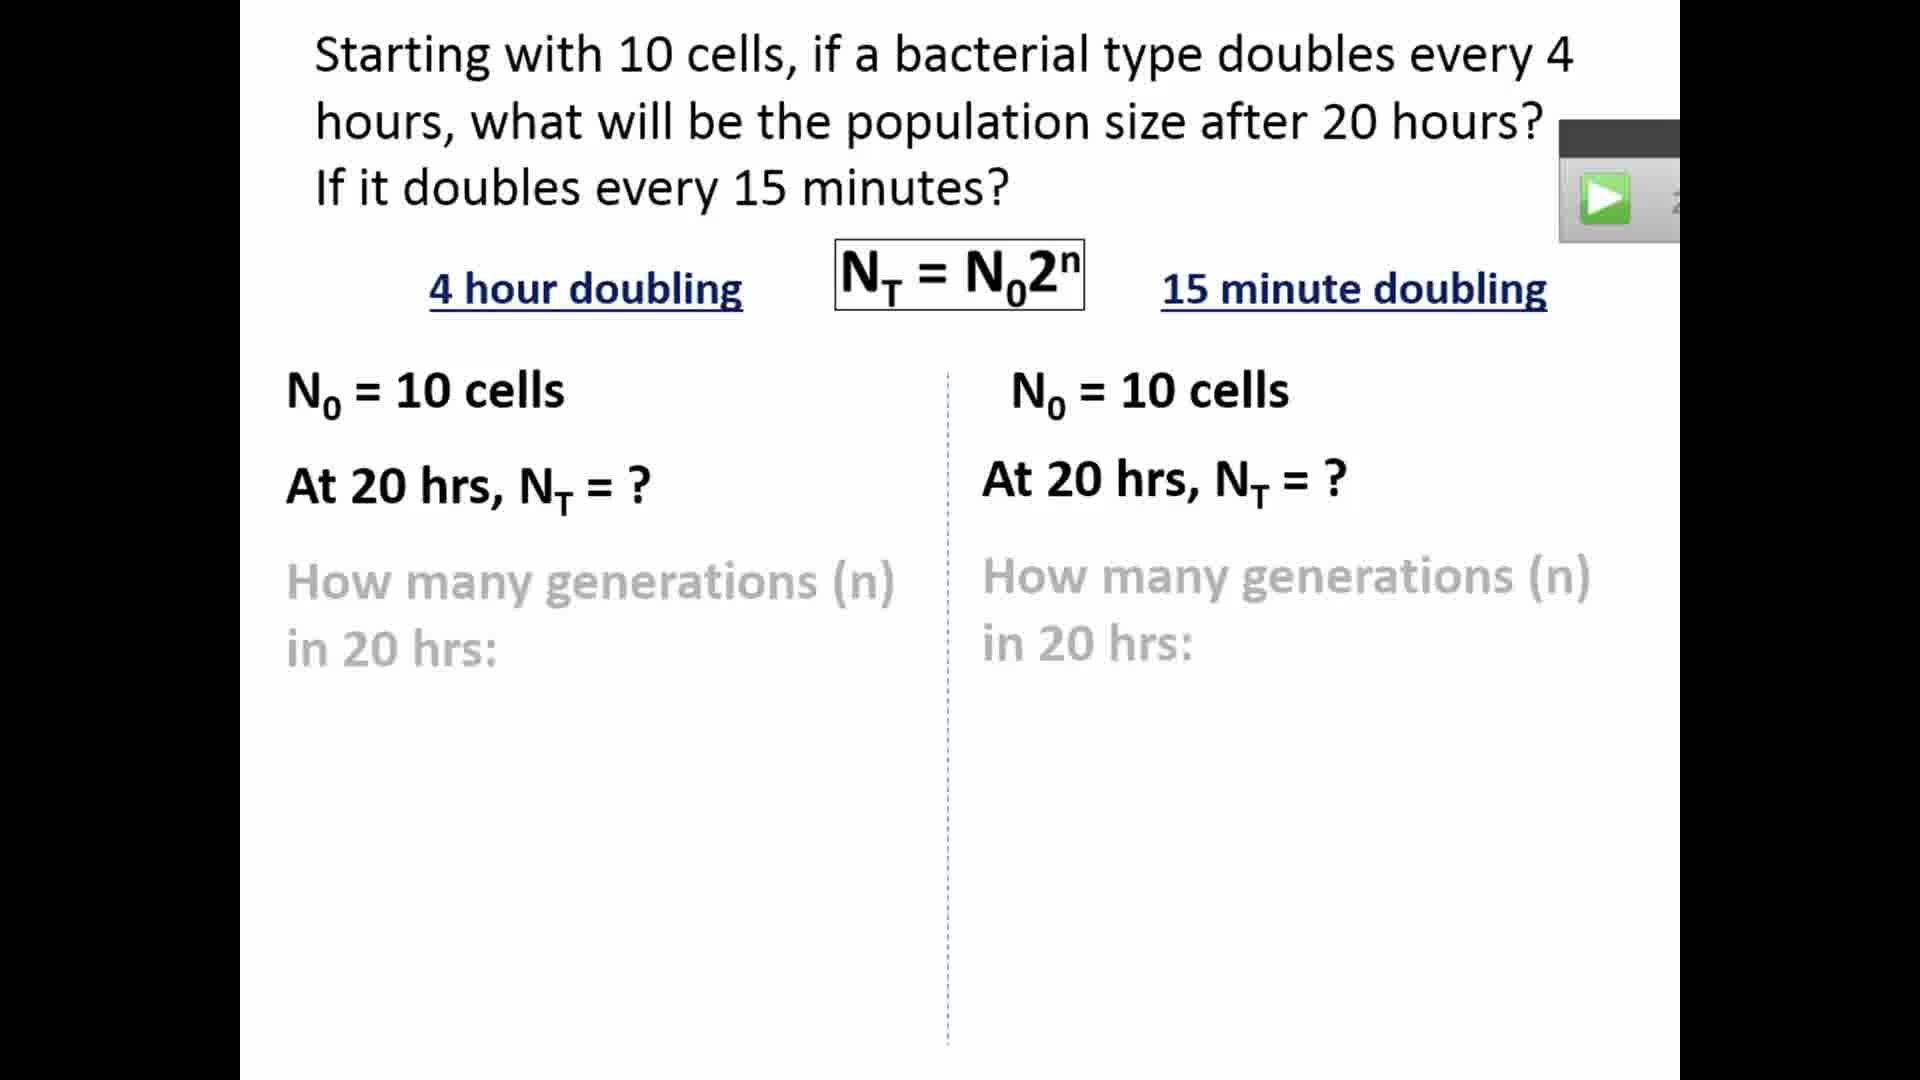 Starting with 10 cells, if a bacterial type doubles every 4
hours, what will be the population size after 20 hours?
If it doubles every 15 minutes?
4 hour doubling
N_T = N_0 2^n
15 minute doubling
N_0 = 10 cells
At 20 hrs, N_T = ?
How many generations (n)
in 20 hrs:
N_0 = 10 cells
At 20 hrs, N_T = ?
How many generations (n)
in 20 hrs: